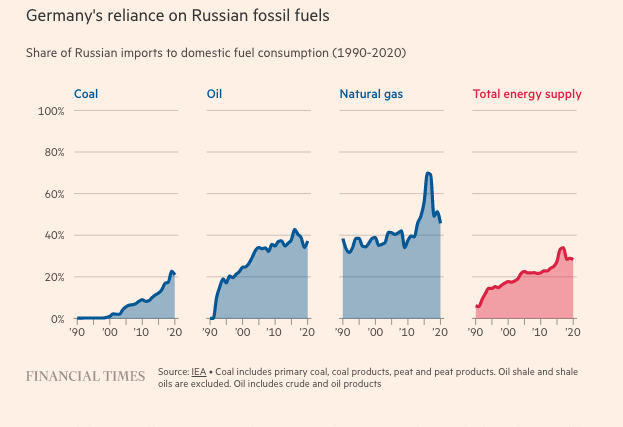 Germany's reliance on Russian fossil fuels
Share of Russian imports to domestic fuel consumption (1990-2020)
Coal
Oil
Natural gas
Total energy supply
100%
80%
60%
40%
20%
0%
'90 '00 '10 '20
'90 '00 '10 '20
'90 '00 '10 '20
'90 '00 '10 '20
FINANCIAL TIMES
Source: IEA • Coal includes primary coal, coal products, peat and peat products. Oil shale and shale
oils are excluded. Oil includes crude and oil products